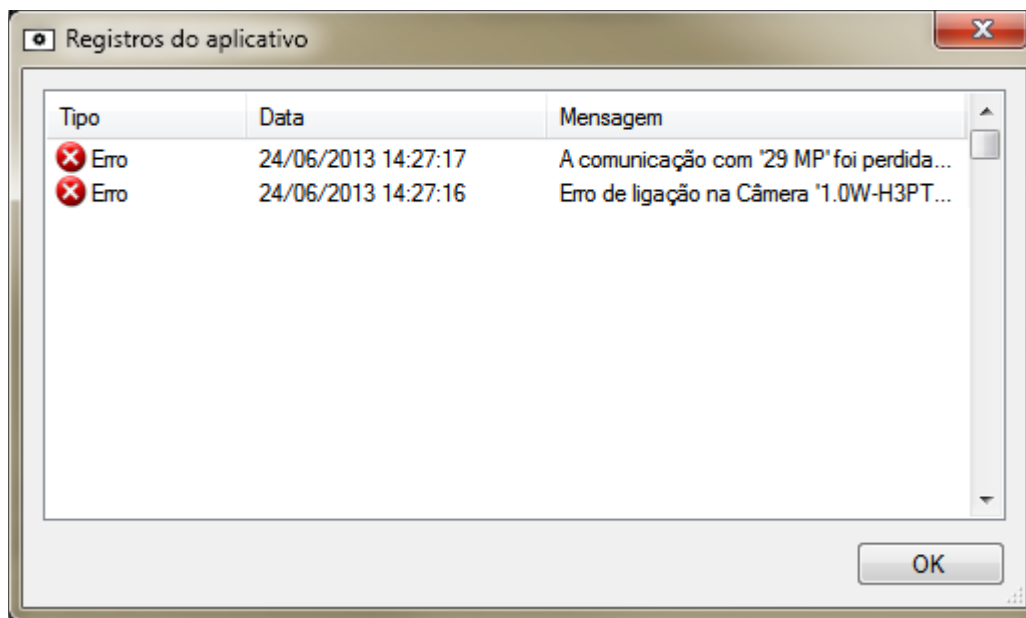 Registros do aplicativo
Tipo Data Mensagem
Erro 24/06/2013 14:27:17 A comunicação com '29 MP' foi perdida...
Erro 24/06/2013 14:27:16 Erro de ligação na Câmera '1.0W-H3PT...
OK